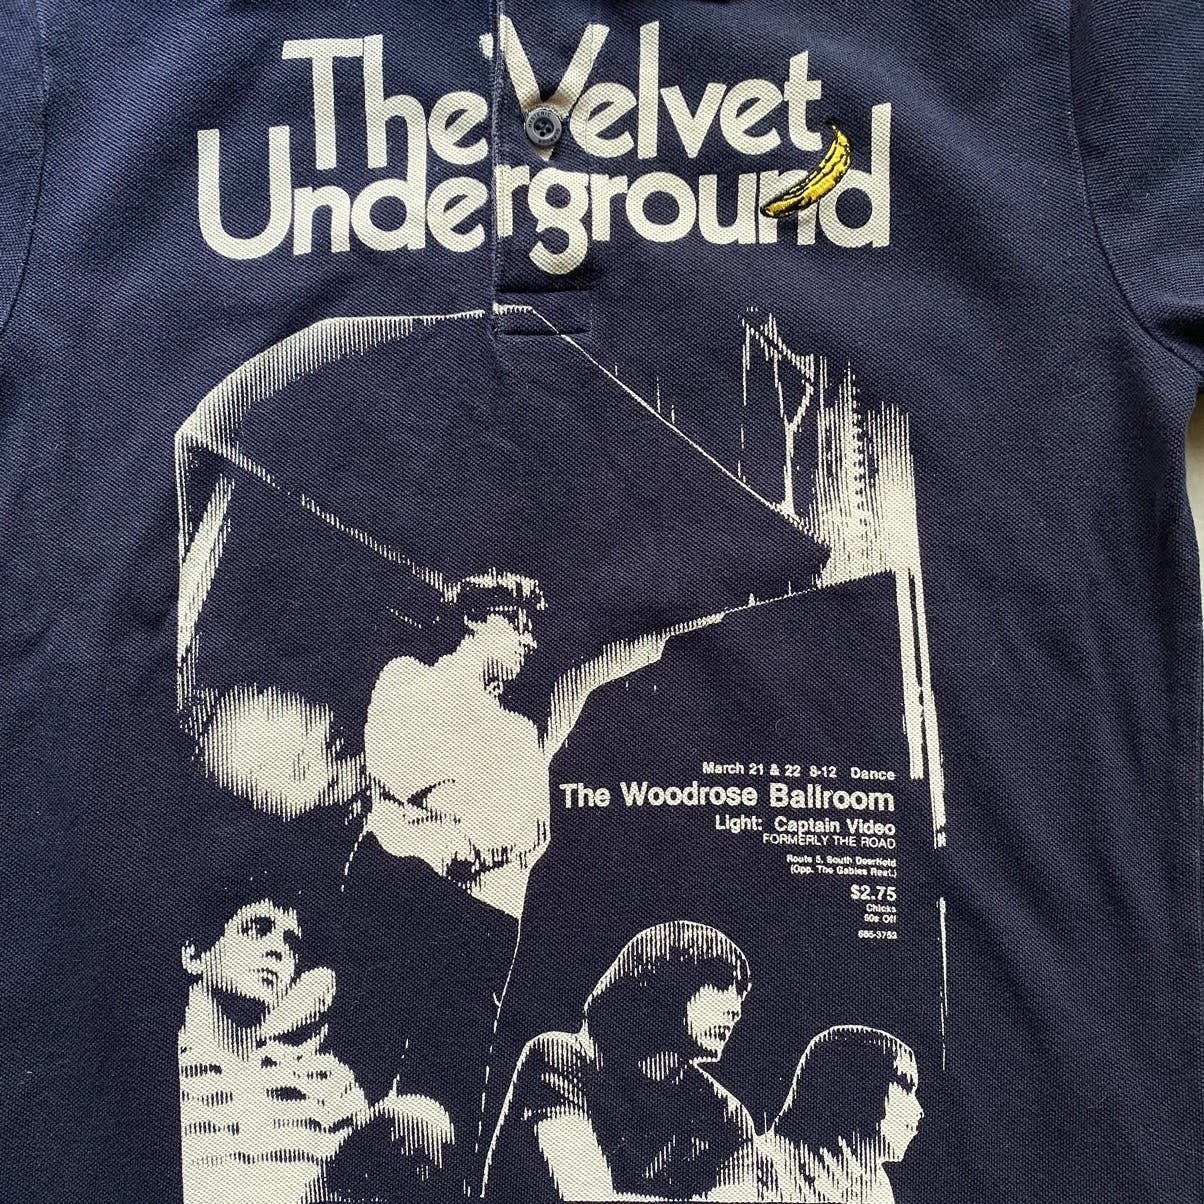 The Velvet
Underground
March 21 & 22 8-12 Dance
The Woodrose Ballroom
Light: Captain Video
FORMERLY THE ROAD
Route 5, South Deerfield
(Opp. The Gables Rest.)
$2.75
Chicks
50¢ Off
665-3753